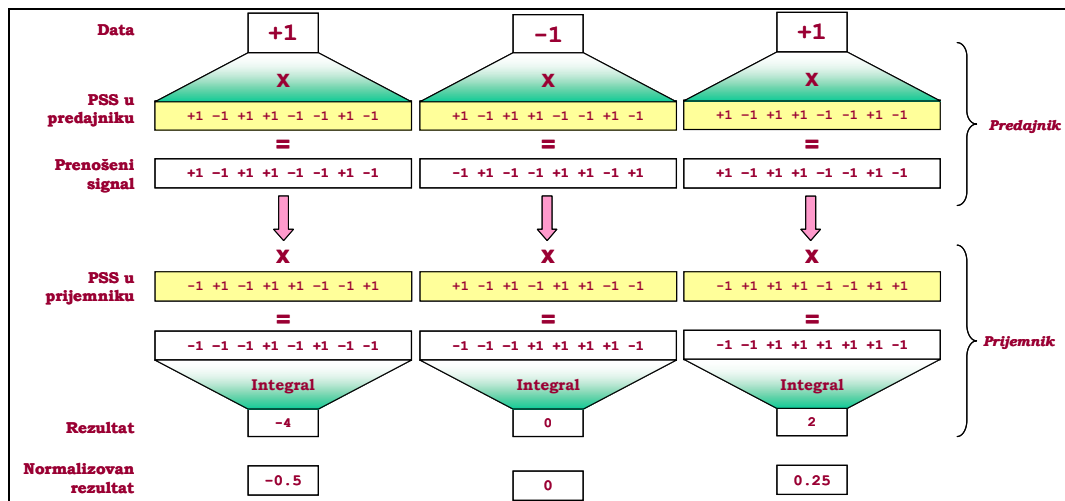 Data +1 -1 +1
X X X
PSS u
predajniku
+1 -1 +1 +1 -1 -1 +1 -1 +1 -1 +1 +1 -1 -1 +1 -1 +1 -1 +1 +1 -1 -1 +1 -1
Predajnik
= = =
Prenošeni
signal
+1 -1 +1 +1 -1 -1 +1 -1 -1 +1 -1 -1 +1 +1 -1 +1 +1 -1 +1 +1 -1 -1 +1 -1
X X X
PSS u
prijemniku
-1 +1 -1 +1 +1 -1 -1 +1 +1 -1 +1 -1 +1 +1 -1 -1 -1 +1 +1 -1 -1 -1 +1 +1
= = =
-1 -1 -1 +1 -1 +1 -1 -1 -1 -1 -1 +1 +1 +1 +1 -1 -1 -1 +1 +1 +1 +1 +1 -1
Prijemnik
Integral Integral Integral
Rezultat -4 0 2
Normalizovan
rezultat
-0.5 0 0.25